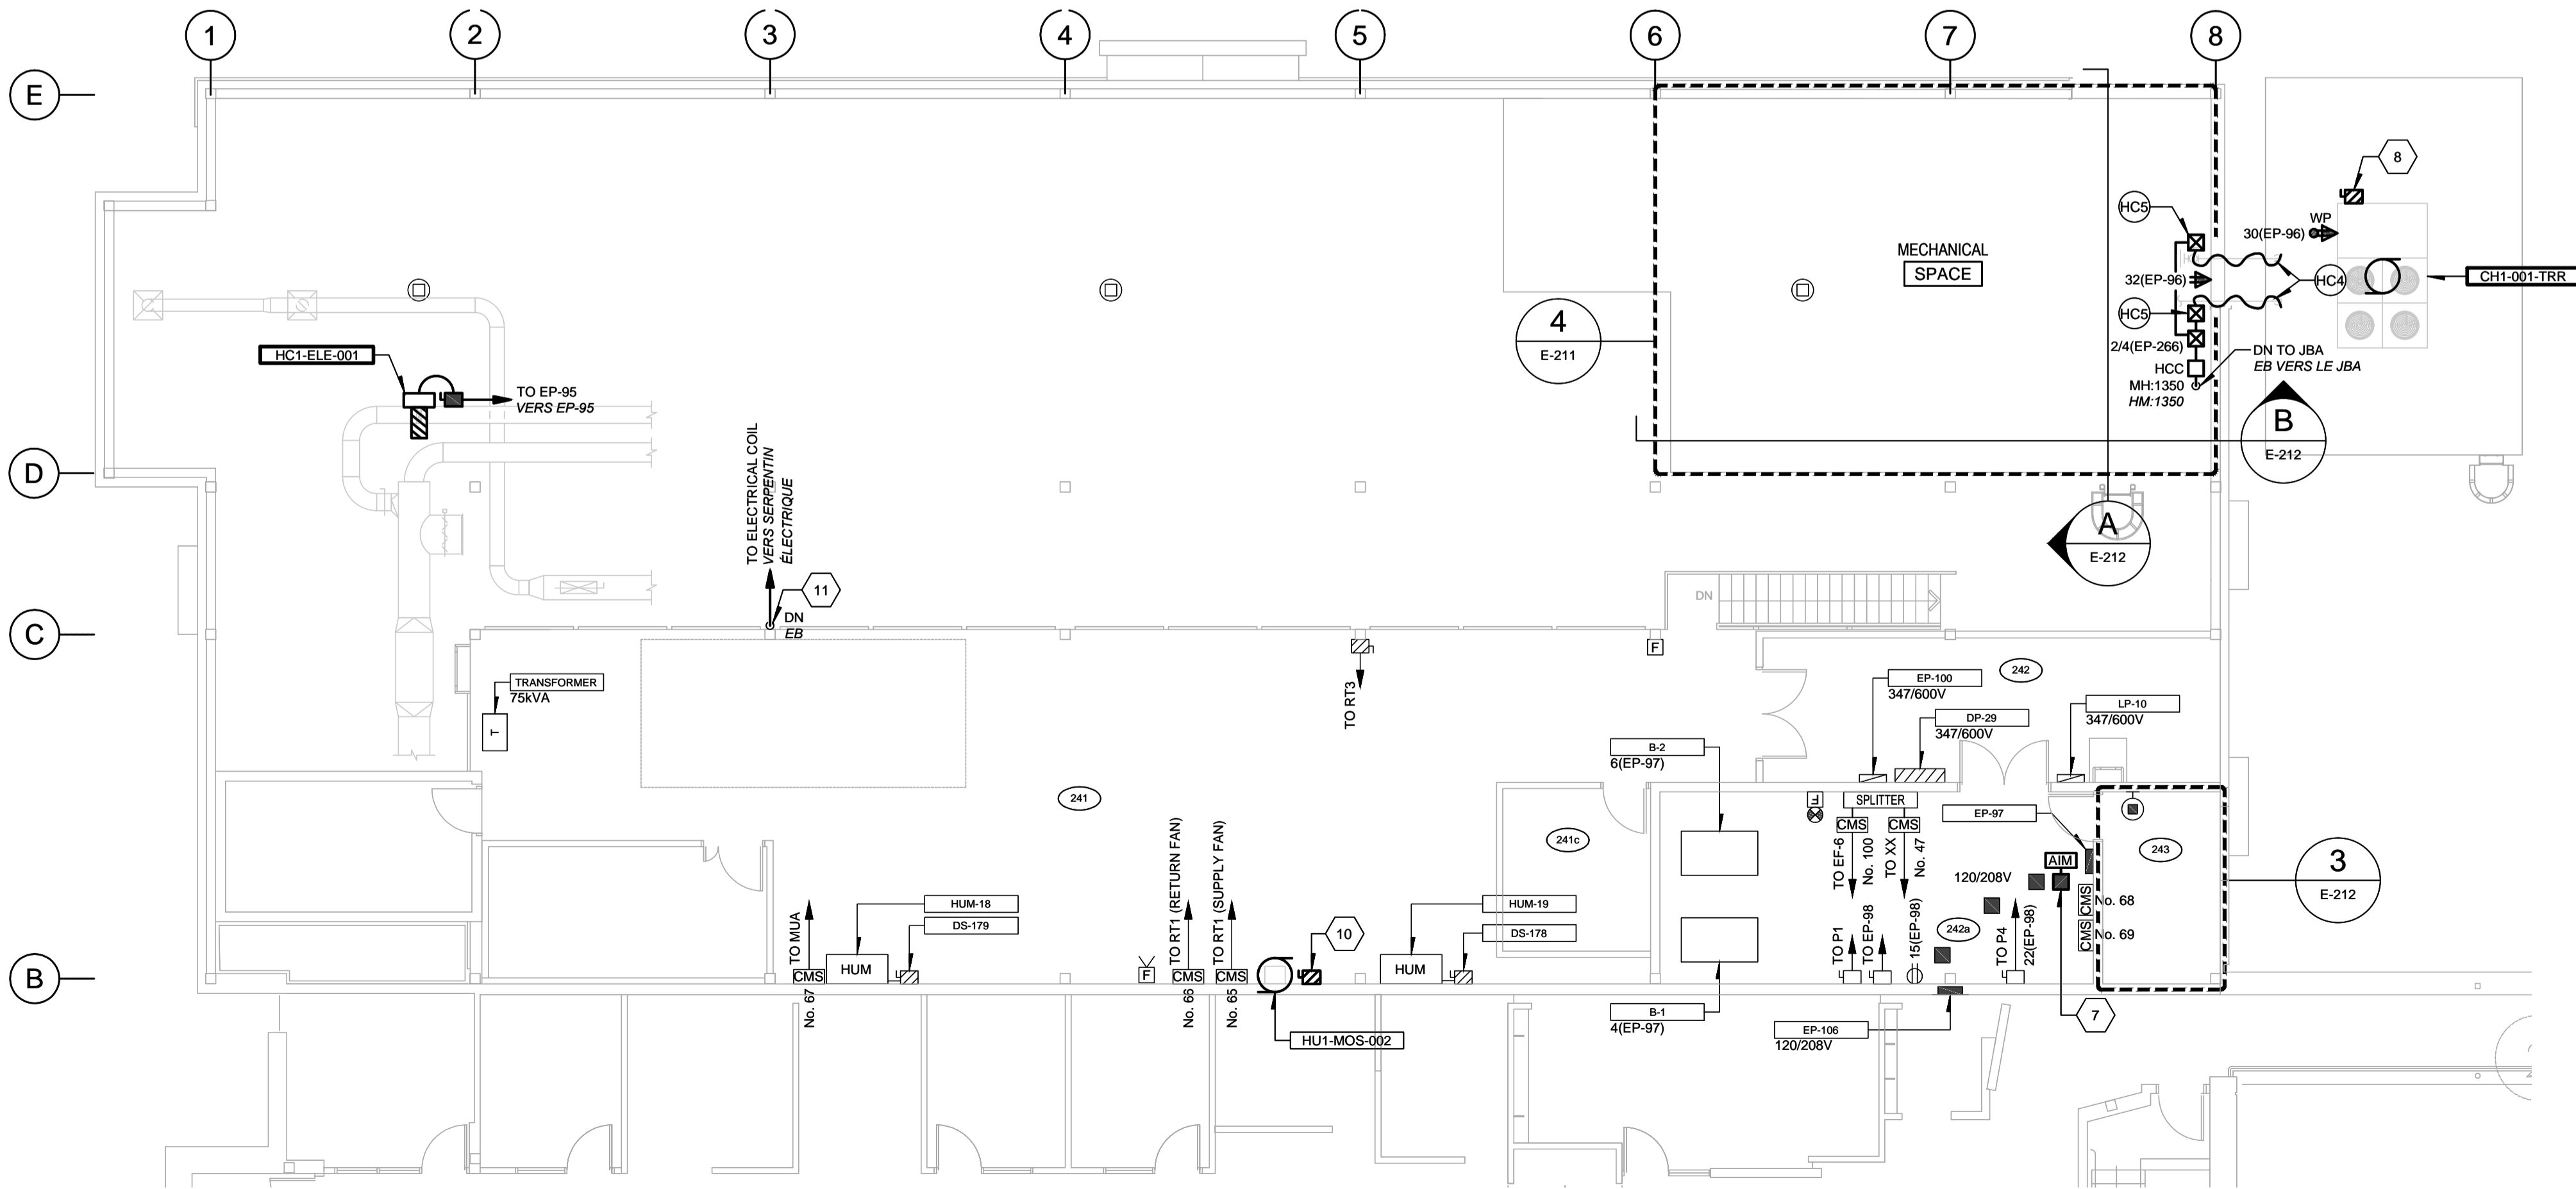 1
2
3
4
5
6
7
8
E
D
C
B
8
WP
30(EP-96)
HC5
MECHANICAL
SPACE
32(EP-96)
HC4
CH1-001-TRR
HC5
4
E-211
2/4(EP-266)
DN TO JBA
EB VERS LE JBA
HCC
MH:1350
HM:1350
B
E-212
A
E-212
HC1-ELE-001
TO EP-95
VERS EP-95
TO ELECTRICAL COIL
VERS SERPENTIN
ÉLECTRIQUE
11
DN
EB
DN
F
TRANSFORMER
75kVA
T
TO RT3
242
EP-100
347/600V
LP-10
347/600V
DP-29
347/600V
B-2
6(EP-97)
241
241c
F
SPLITTER
CMS
CMS
TO EF-6
No. 100
TO XX
No. 47
EP-97
243
AIM
120/208V
3
E-212
CMS
No. 68
CMS
No. 69
242a
TO MUA
HUM-18
DS-179
HUM
CMS
No. 67
TO RT1 (RETURN FAN)
TO RT1 (SUPPLY FAN)
F
CMS
CMS
No. 66
No. 65
10
HUM-19
DS-178
HUM
HU1-MOS-002
TO P1
TO EP-98
15(EP-98)
TO P4
22(EP-98)
B-1
4(EP-97)
EP-106
120/208V
7